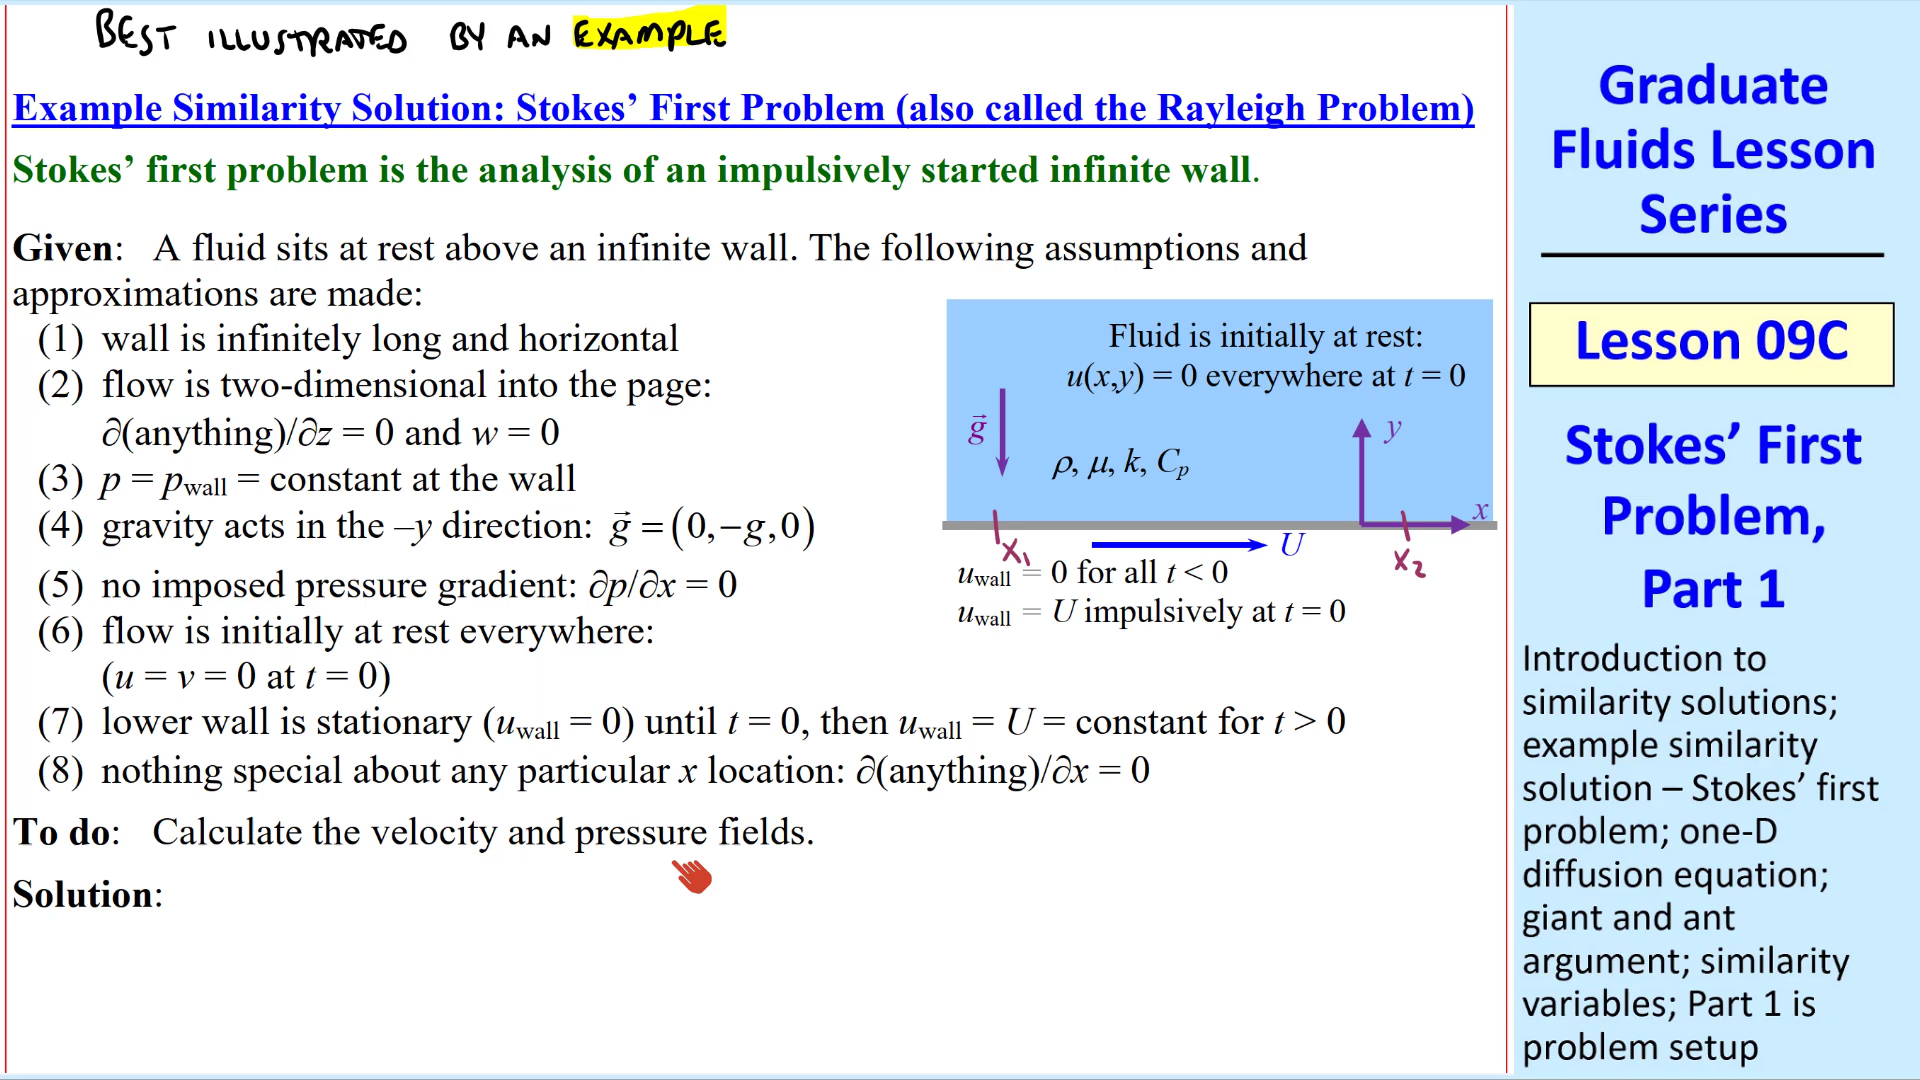 BEST ILLUSTRATED BY AN EXAMPLE
Example Similarity Solution: Stokes’ First Problem (also called the Rayleigh Problem)
Stokes’ first problem is the analysis of an impulsively started infinite wall.
Given: A fluid sits at rest above an infinite wall. The following assumptions and
approximations are made:
(1) wall is infinitely long and horizontal
(2) flow is two-dimensional into the page:
∂(anything)/∂z = 0 and w = 0
(3) p = p_wall = constant at the wall
(4) gravity acts in the –y direction: g⃗ = (0,−g,0)
(5) no imposed pressure gradient: ∂p/∂x = 0
(6) flow is initially at rest everywhere:
(u = v = 0 at t = 0)
(7) lower wall is stationary (u_wall = 0) until t = 0, then u_wall = U = constant for t > 0
(8) nothing special about any particular x location: ∂(anything)/∂x = 0
To do: Calculate the velocity and pressure fields.
Solution:
Fluid is initially at rest:
u(x,y) = 0 everywhere at t = 0
g⃗
y
ρ, μ, k, C_p
x
U
x₁
x₂
u_wall = 0 for all t < 0
u_wall = U impulsively at t = 0
Graduate
Fluids Lesson
Series
Lesson 09C
Stokes’ First
Problem,
Part 1
Introduction to
similarity solutions;
example similarity
solution – Stokes’ first
problem; one-D
diffusion equation;
giant and ant
argument; similarity
variables; Part 1 is
problem setup